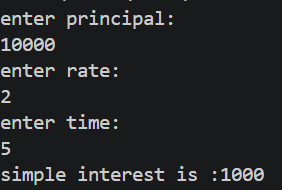 enter principal:
10000
enter rate:
2
enter time:
5
simple interest is :1000